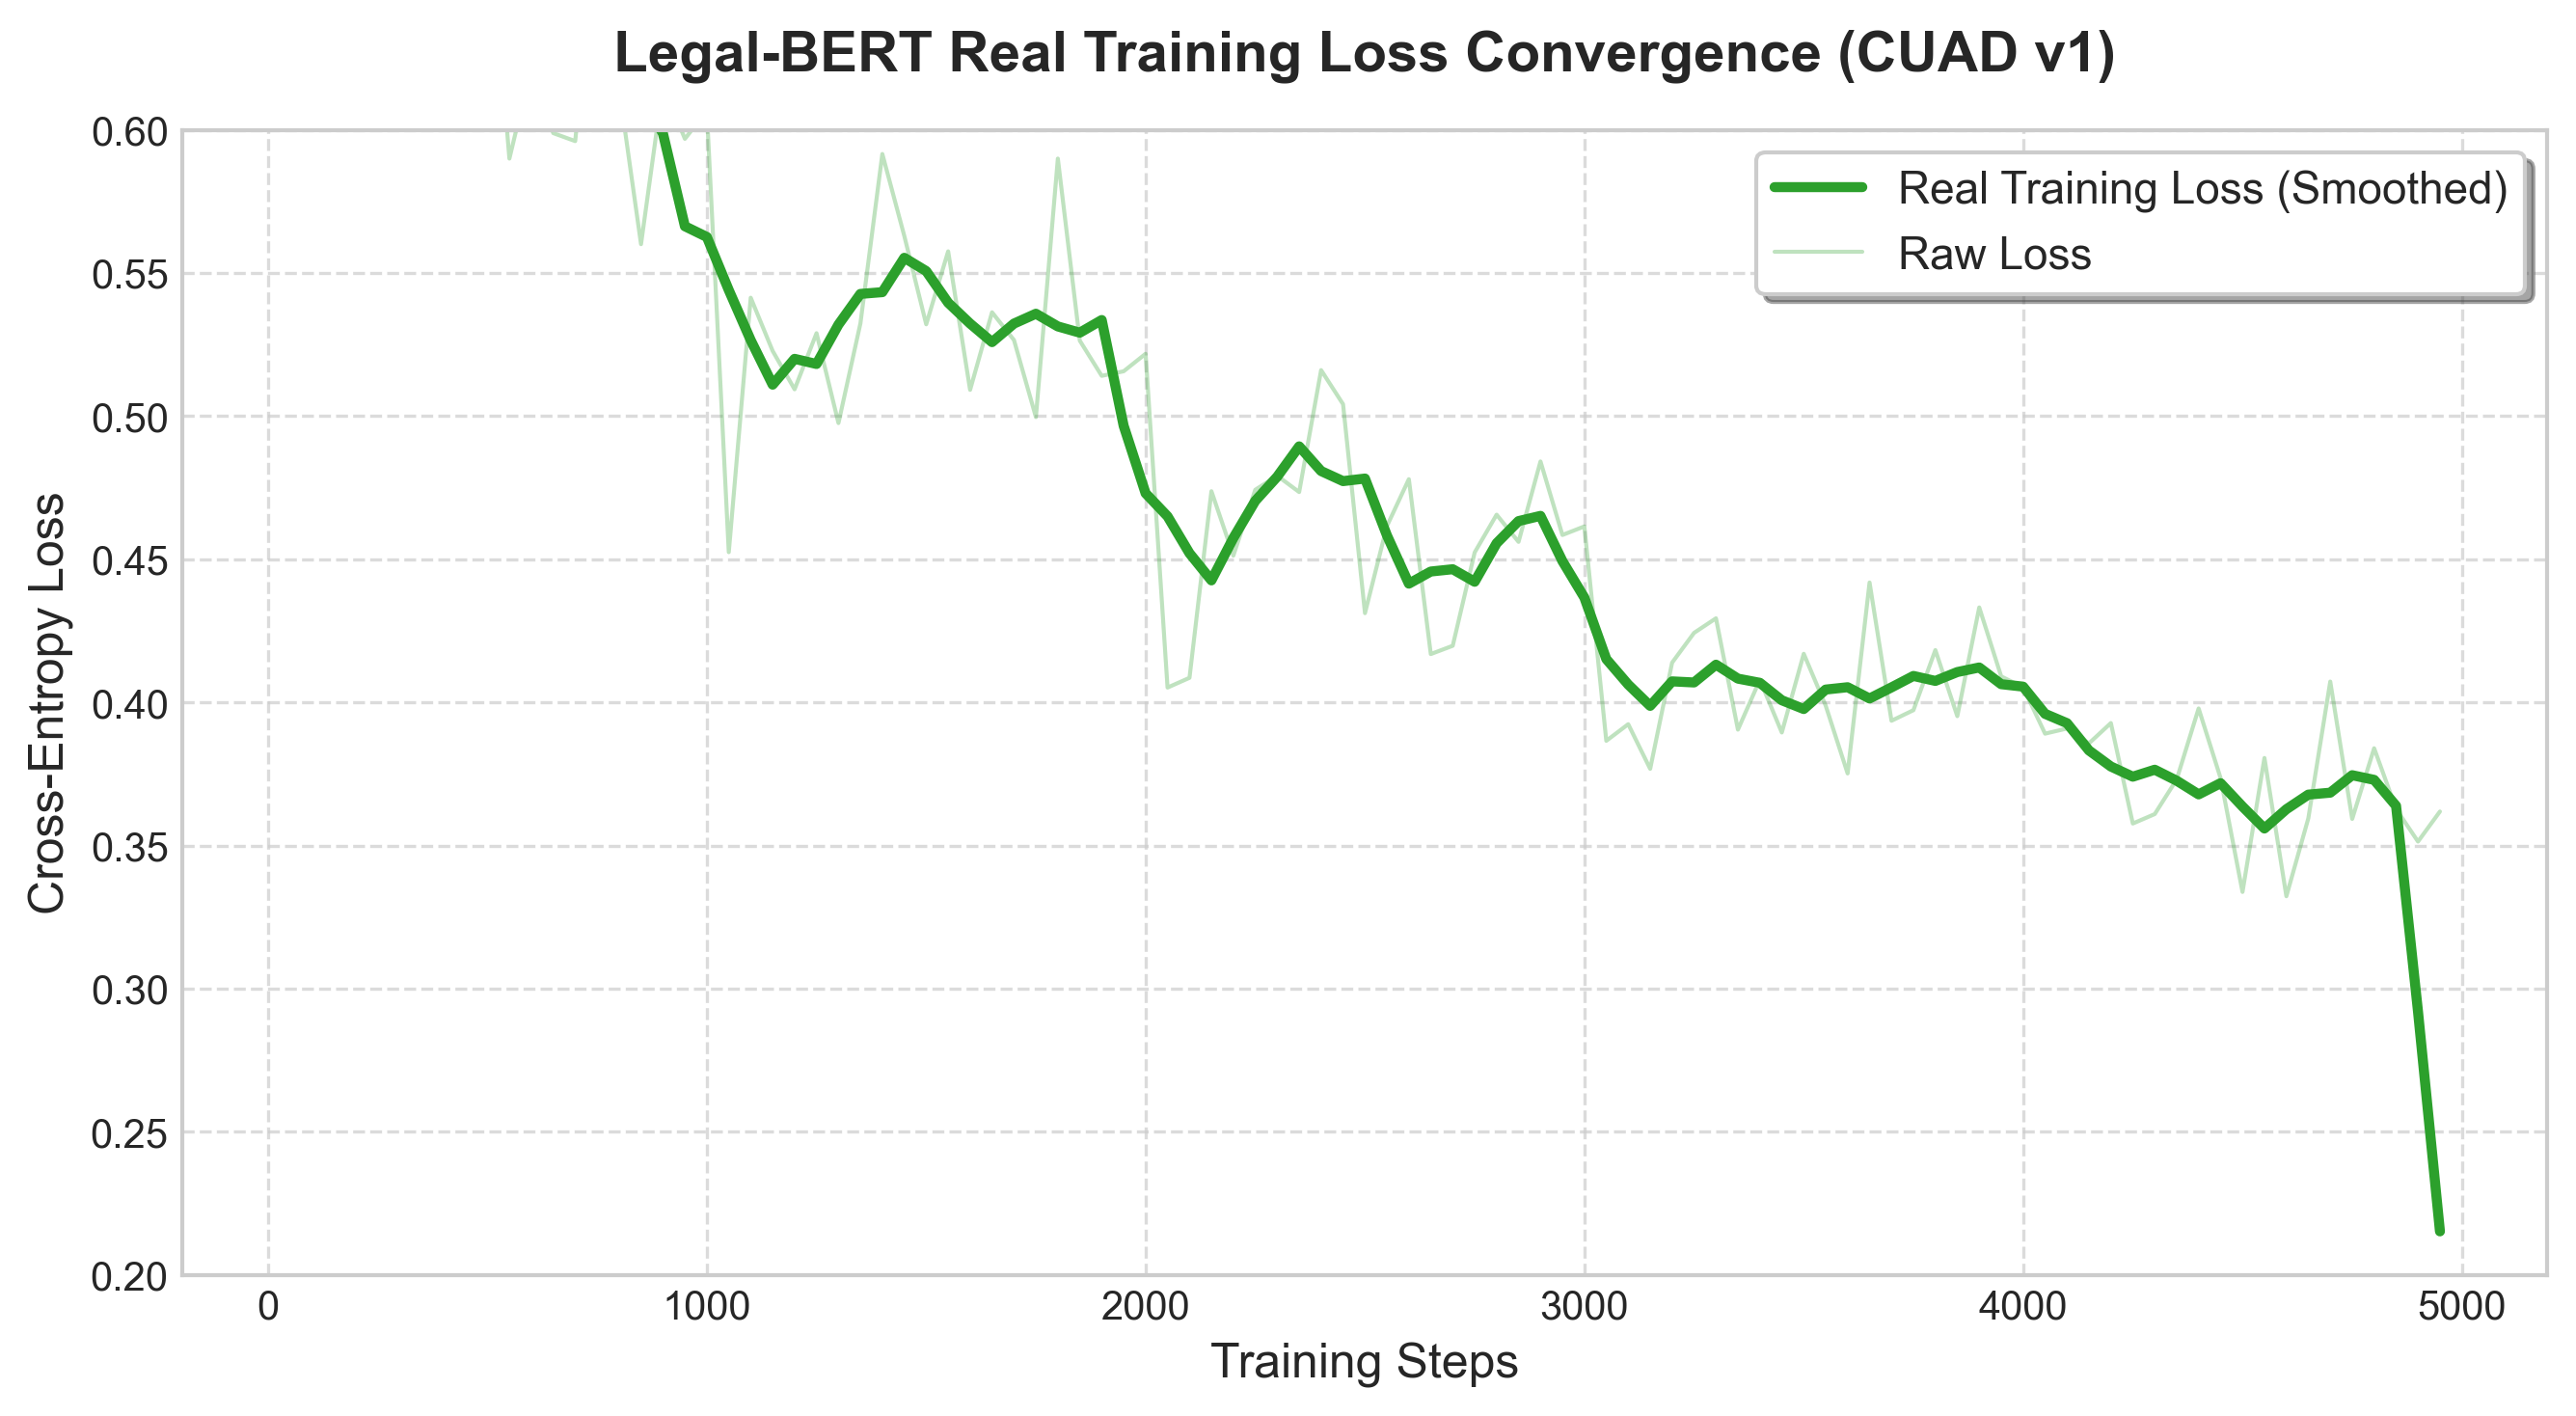 Legal-BERT Real Training Loss Convergence (CUAD v1)
Real Training Loss (Smoothed)
Raw Loss
Cross-Entropy Loss
0.60
0.55
0.50
0.45
0.40
0.35
0.30
0.25
0.20
0 1000 2000 3000 4000 5000
Training Steps